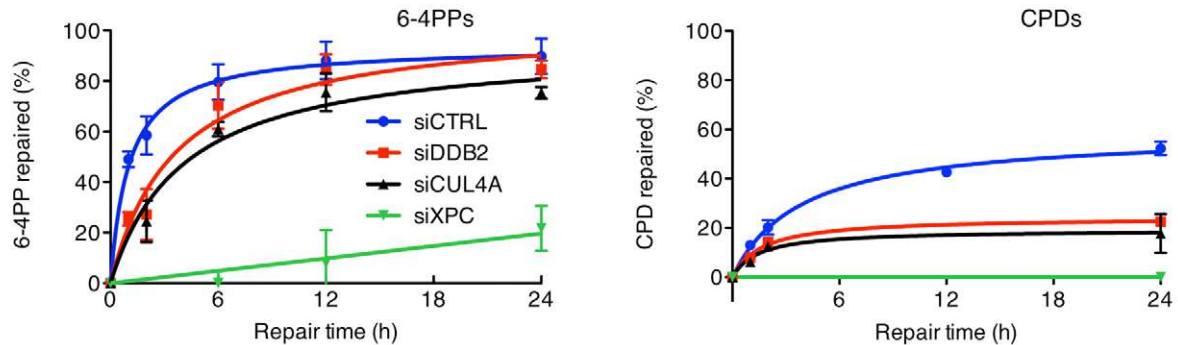 6-4PPs
100
80
60
40
20
0
6-4PP repaired (%)
0 6 12 18 24
Repair time (h)
siCTRL
siDDB2
siCUL4A
siXPC
CPDs
100
80
60
40
20
0
CPD repaired (%)
6 12 18 24
Repair time (h)